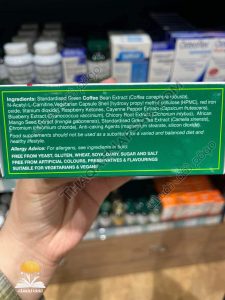 Ingredients: Standardised Green Coffee Bean Extract (Coffea canephora robusta),
N-Acetyl L-Carnitine, Vegetarian Capsule Shell (hydroxy propyl methyl cellulose [HPMC], red iron
oxide, titanium dioxide), Raspberry Ketones, Cayenne Pepper (Capsicum frutescens),
Blueberry Extract (Cyanococcus vaccinium), Chicory Root Extract (Cichorium intybus), African
Mango Seed Extract (Irvingia gabonensis), Standardised Green Tea Extract (Camellia sinensis),
Chromium (chromium chloride), Anti-caking Agents (magnesium stearate, silicon dioxide).
Food supplements should not be used as a substitute for a varied and balanced diet and
healthy lifestyle.
Allergy Advice: For allergens, see ingredients in bold.
FREE FROM YEAST, GLUTEN, WHEAT, SOYA, DAIRY, SUGAR AND SALT
FREE FROM ARTIFICIAL COLOURS, PRESERVATIVES & FLAVOURINGS
SUITABLE FOR VEGETARIANS & VEGANS